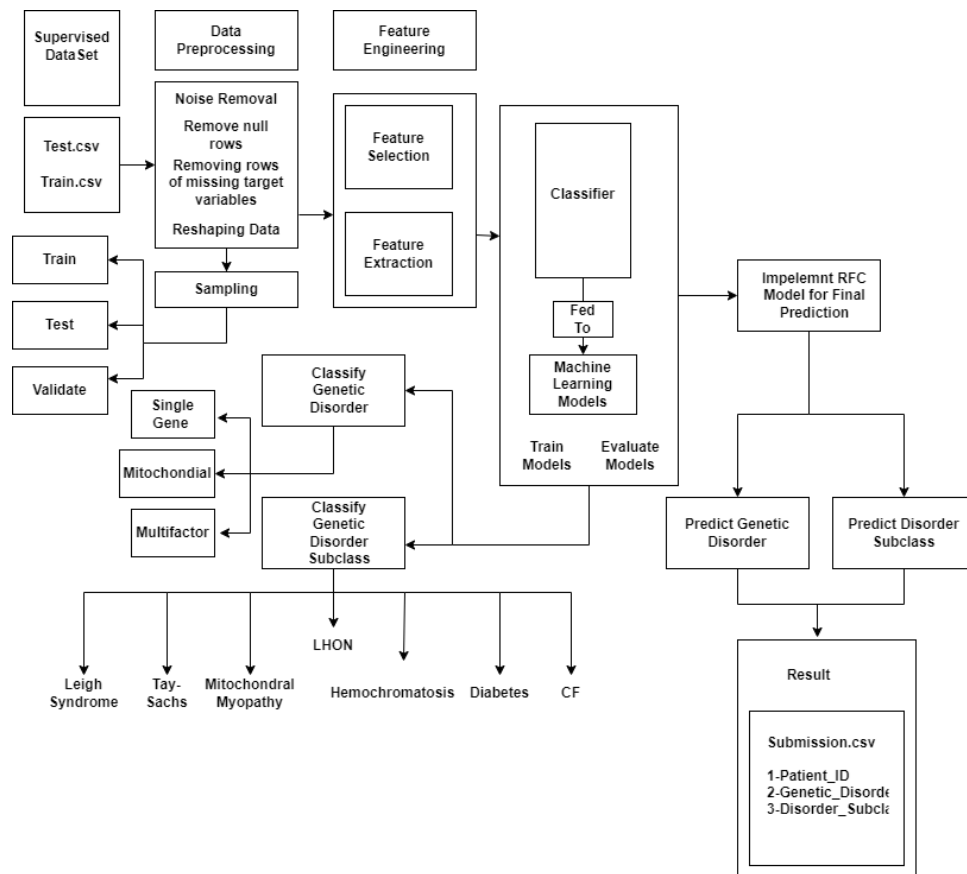 Supervised
DataSet
Data
Preprocessing
Feature
Engineering
Test.csv
Train.csv
Noise Removal
Remove null
rows
Removing rows
of missing target
variables
Reshaping Data
Feature
Selection
Feature
Extraction
Classifier
Fed
To
Machine
Learning
Models
Train
Models
Evaluate
Models
Sampling
Train
Test
Validate
Impelemnt RFC
Model for Final
Prediction
Classify
Genetic
Disorder
Single
Gene
Mitochondial
Multifactor
Classify
Genetic
Disorder
Subclass
Predict Genetic
Disorder
Predict Disorder
Subclass
LHON
Leigh
Syndrome
Tay-
Sachs
Mitochondral
Myopathy
Hemochromatosis
Diabetes
CF
Result
Submission.csv
1-Patient_ID
2-Genetic_Disorde
3-Disorder_Subcla